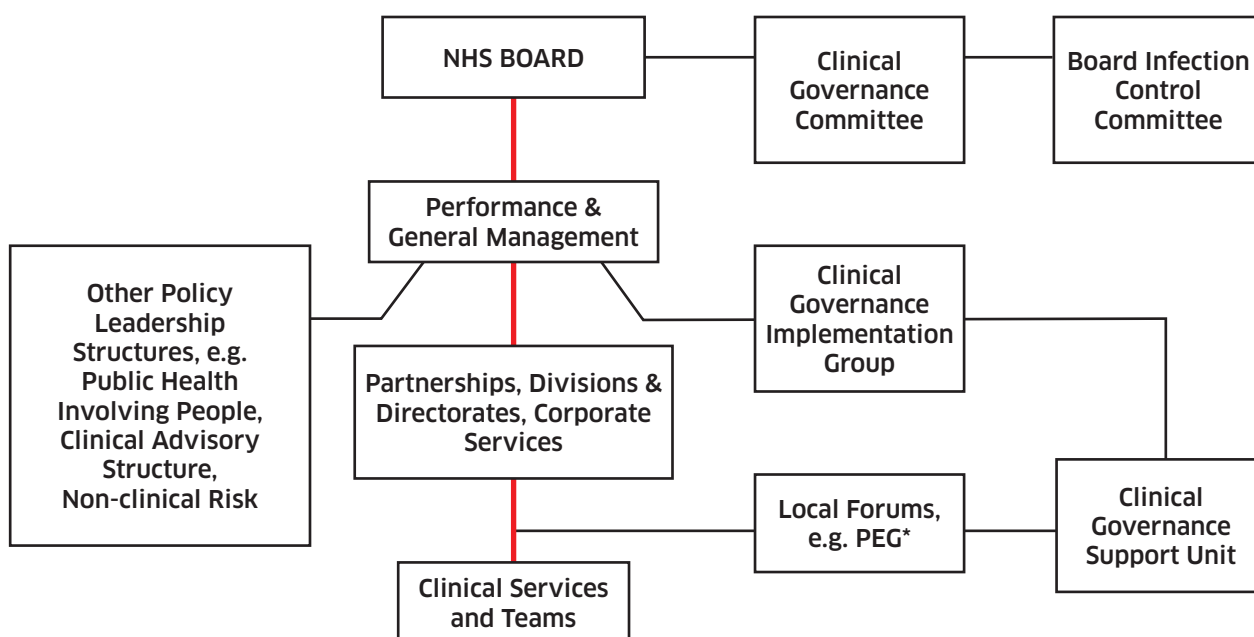 NHS BOARD
Clinical
Governance
Committee
Board Infection
Control
Committee
Performance &
General Management
Other Policy
Leadership
Structures, e.g.
Public Health
Involving People,
Clinical Advisory
Structure,
Non-clinical Risk
Clinical
Governance
Implementation
Group
Partnerships, Divisions &
Directorates, Corporate
Services
Local Forums,
e.g. PEG*
Clinical
Governance
Support Unit
Clinical Services
and Teams